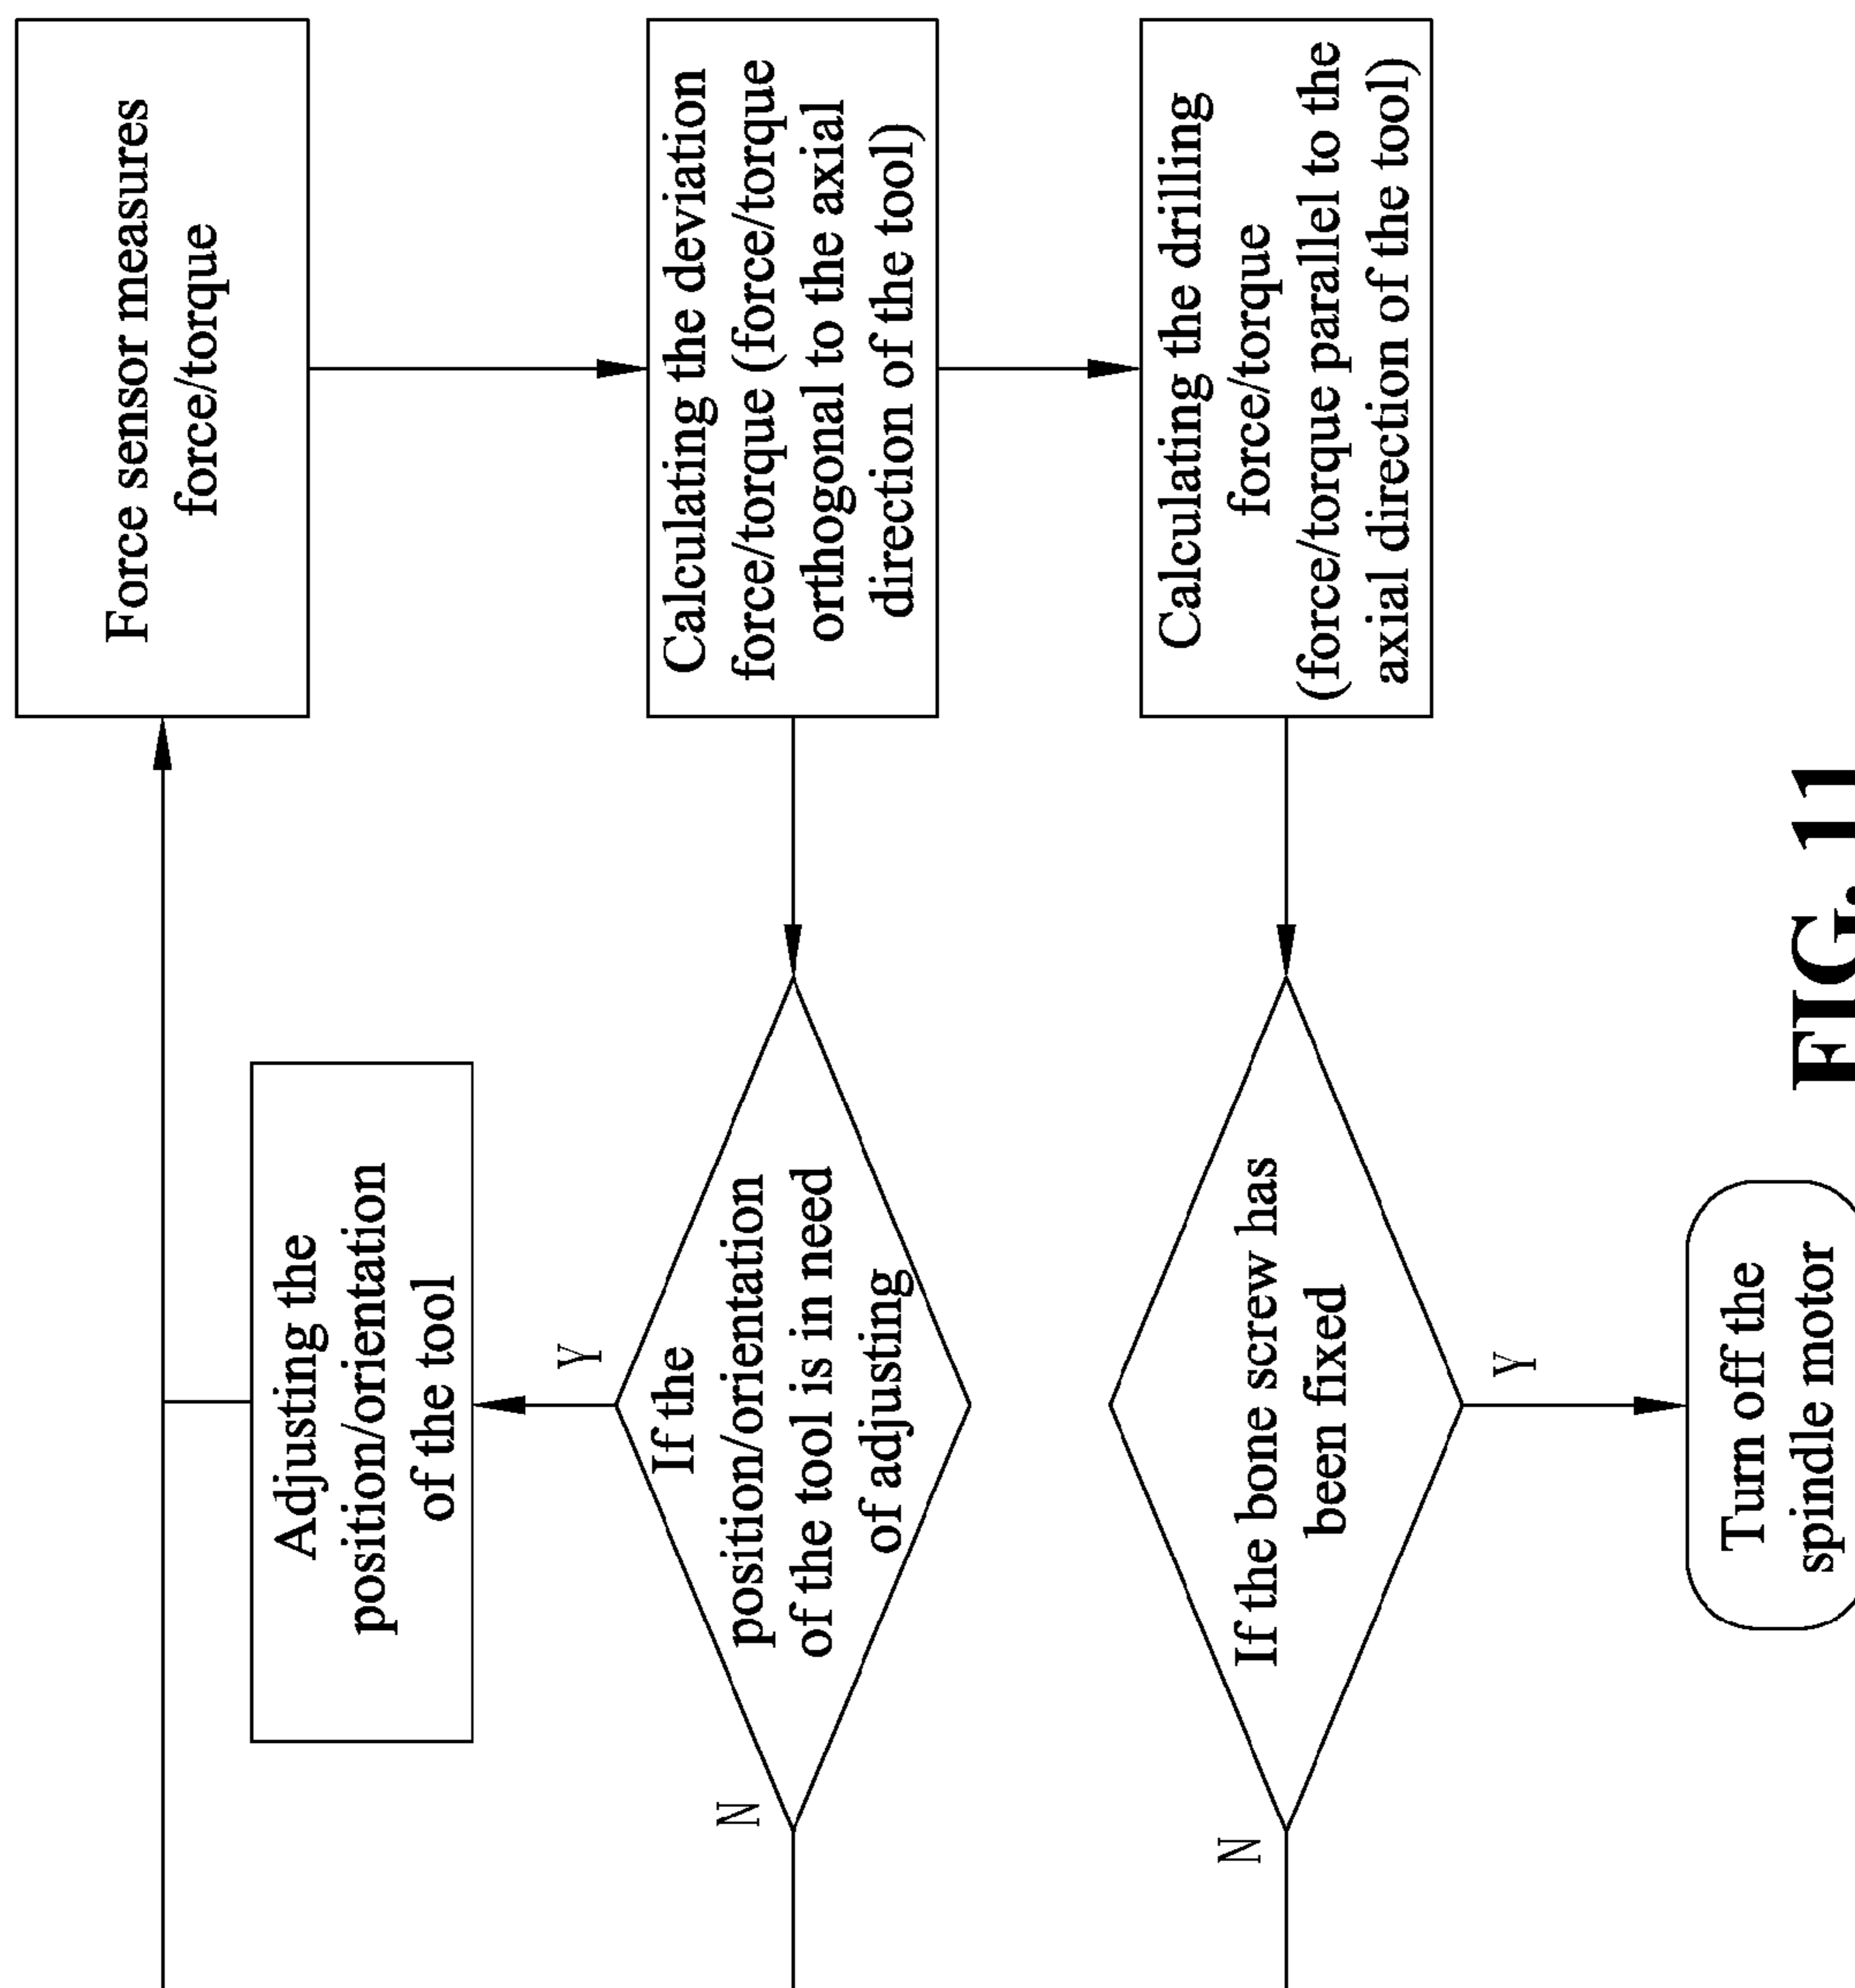 Force sensor measures
force/torque
Calculating the deviation
force/torque (force/torque
orthogonal to the axial
direction of the tool)
Calculating the drilling
force/torque
(force/torque parallel to the
axial direction of the tool)
Adjusting the
position/orientation
of the tool
Y
If the
position/orientation
of the tool is in need
of adjusting
N
If the bone screw has
been fixed
N
Y
Turn off the
spindle motor
FIG. 11